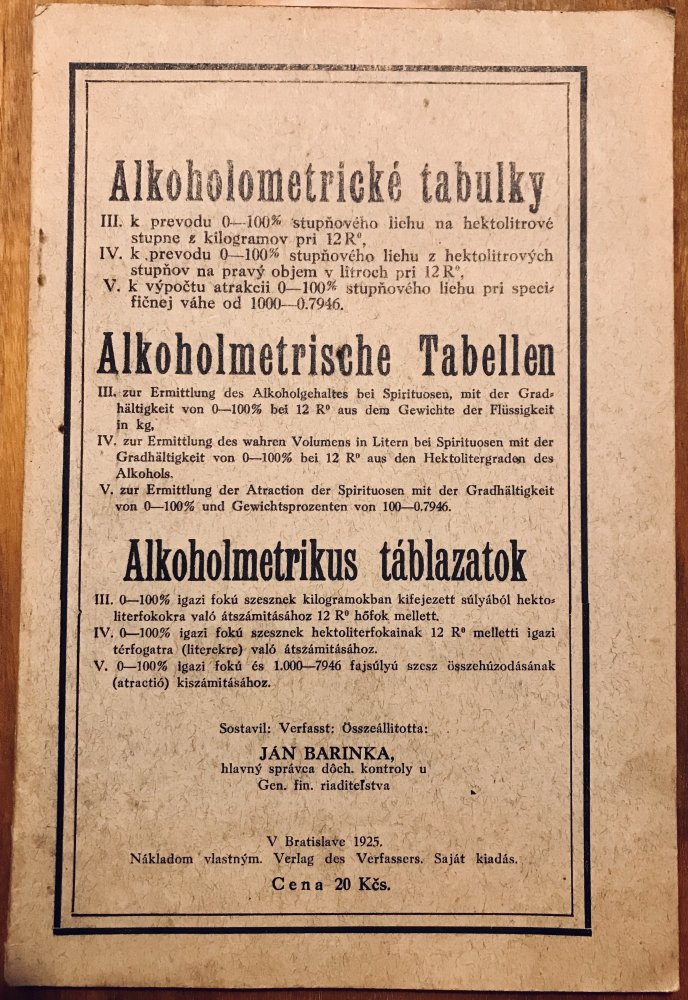 Alkoholometrické tabulky
III. k prevodu 0—100% stupňového liehu na hektolitrové
stupne z kilogramov pri 12 R⁰,
IV. k prevodu 0—100% stupňového liehu z hektolitrových
stupňov na pravý objem v litroch pri 12 R⁰,
V. k výpočtu atrakcii 0—100% stupňového liehu pri speci-
fičnej váhe od 1000—0.7946.
Alkoholmetrische Tabellen
III. zur Ermittlung des Alkoholgehaltes bei Spirituosen, mit der Grad-
hältigkeit von 0—100% bei 12 R⁰ aus dem Gewichte der Flüssigkeit
in kg,
IV. zur Ermittlung des wahren Volumens in Litern bei Spirituosen mit der
Gradhältigkeit von 0—100% bei 12 R⁰ aus den Hektolitergraden des
Alkohols.
V. zur Ermittlung der Atraction der Spirituosen mit der Gradhältigkeit
von 0—100% und Gewichtsprozenten von 100—0.7946.
Alkoholmetrikus táblazatok
III. 0—100% igazi fokú szesznek kilogramokban kifejezett súlyából hekto-
literfokokra való átszámitásához 12 R⁰ hőfok mellett.
IV. 0—100% igazi fokú szesznek hektoliterfokainak 12 R⁰ melletti igazi
térfogatra (literekre) való átszámitásához.
V. 0—100% igazi fokú és 1.000—7946 fajsúlyú szesz összehúzodásának
(atractió) kiszámitásához.
Sostavil: Verfasst: Összeállitotta:
JÁN BARINKA,
hlavný správca dôch. kontroly u
Gen. fin. riaditeľstva
V Bratislave 1925.
Nákladom vlastným. Verlag des Verfassers. Saját kiadás.
Cena 20 Kčs.